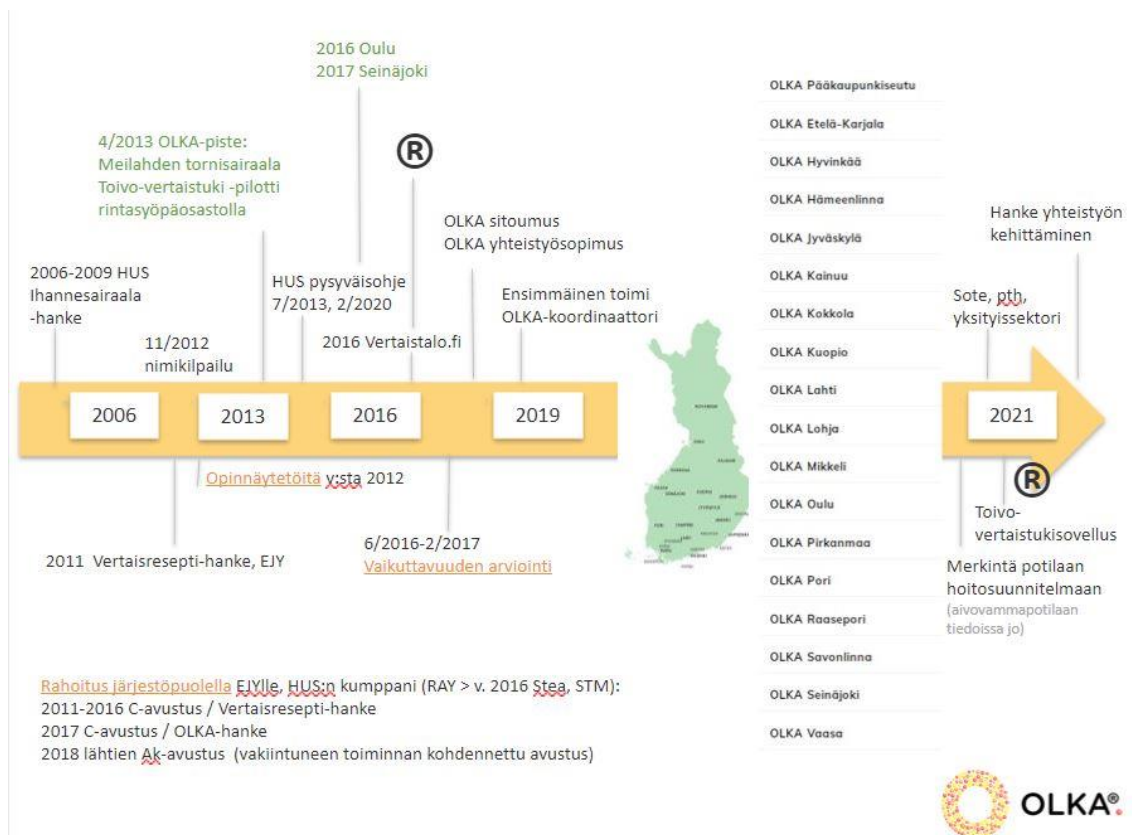 2016 Oulu
2017 Seinäjoki
4/2013 OLKA-piste:
Meilahden tornisairaala
Toivo-vertaistuki -pilotti
rintasyöpäosastolla
®
2006-2009 HUS
Ihannesairaala
-hanke
11/2012
nimikilpailu
HUS pysyväisohje
7/2013, 2/2020
2016 Vertaistalo.fi
OLKA sitoumus
OLKA yhteistyösopimus
Ensimmäinen toimi
OLKA-koordinaattori
2006
2013
2016
2019
Opinnäytetöitä y:sta 2012
2011 Vertaisresepti-hanke, EJY
6/2016-2/2017
Vaikuttavuuden arviointi
OLKA Pääkaupunkiseutu
OLKA Etelä-Karjala
OLKA Hyvinkää
OLKA Hämeenlinna
OLKA Jyväskylä
OLKA Kainuu
OLKA Kokkola
OLKA Kuopio
OLKA Lahti
OLKA Lohja
OLKA Mikkeli
OLKA Oulu
OLKA Pirkanmaa
OLKA Pori
OLKA Raasepori
OLKA Savonlinna
OLKA Seinäjoki
OLKA Vaasa
Hanke yhteistyön
kehittäminen
Sote, pth,
yksityissektori
2021
®
Toivo-
vertaistukisovellus
Merkintä potilaan
hoitosuunnitelmaan
(aivovammapotilaan
tiedoissa jo)
Rahoitus järjestöpuolella EJYlle, HUS:n kumppani (RAY > v. 2016 Stea, STM):
2011-2016 C-avustus / Vertaisresepti-hanke
2017 C-avustus / OLKA-hanke
2018 lähtien Ak-avustus (vakiintuneen toiminnan kohdennettu avustus)
OLKA®